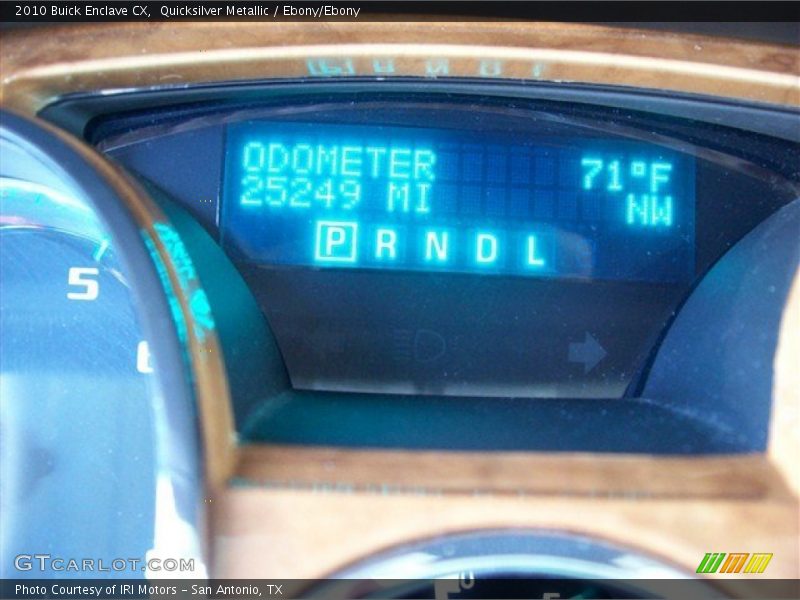 2010 Buick Enclave CX,  Quicksilver Metallic / Ebony/Ebony
ODOMETER 71°F
25249 MI NW
P R N D L
5
6
GTCARLOT.COM
Photo Courtesy of IRI Motors – San Antonio, TX